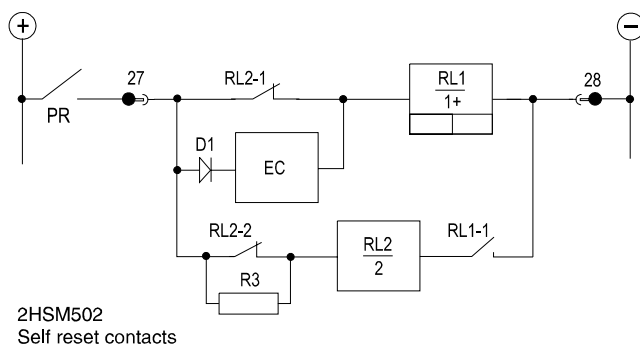 +
−
27
RL2-1
RL1
1+
28
PR
D1
EC
RL2-2
RL2
2
RL1-1
R3
2HSM502
Self reset contacts